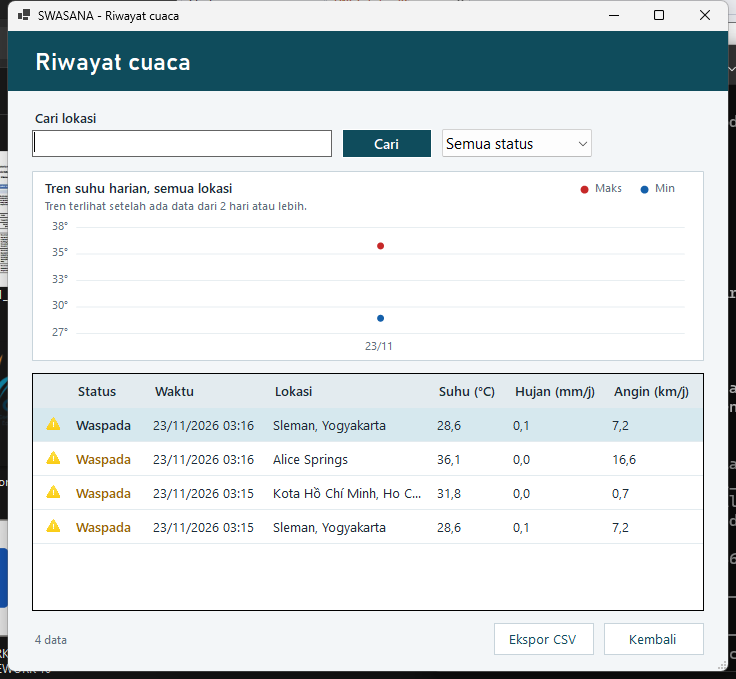 SWASANA - Riwayat cuaca
Riwayat cuaca
Cari lokasi
Cari
Semua status
Tren suhu harian, semua lokasi
Maks
Min
Tren terlihat setelah ada data dari 2 hari atau lebih.
38°
35°
33°
30°
27°
23/11
Status Waktu Lokasi Suhu (°C) Hujan (mm/j) Angin (km/j)
Waspada 23/11/2026 03:16 Sleman, Yogyakarta 28,6 0,1 7,2
Waspada 23/11/2026 03:16 Alice Springs 36,1 0,0 16,6
Waspada 23/11/2026 03:15 Kota Hồ Chí Minh, Ho C... 31,8 0,0 0,7
Waspada 23/11/2026 03:15 Sleman, Yogyakarta 28,6 0,1 7,2
4 data
Ekspor CSV
Kembali